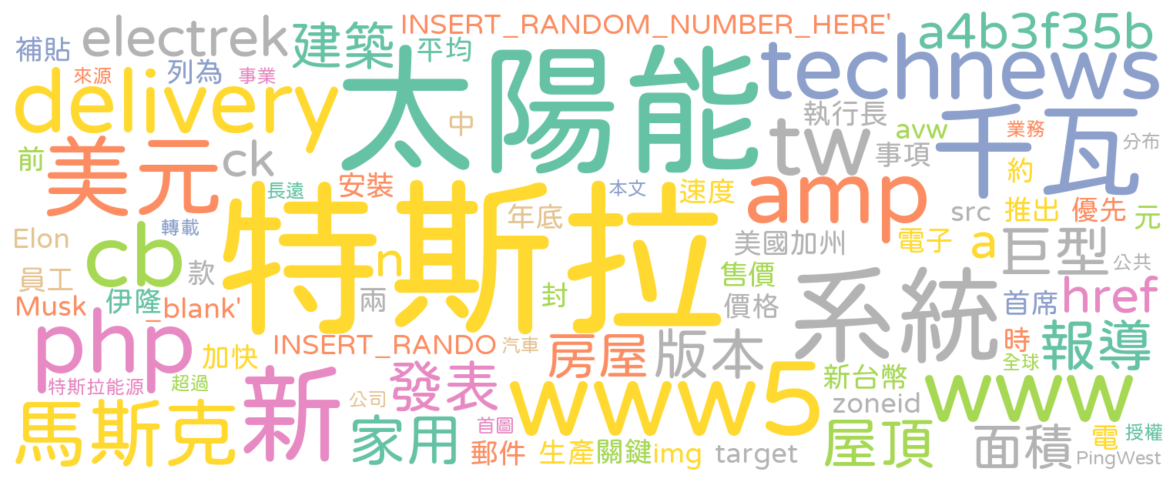 補貼 electrek 建築 INSERT_RANDOM_NUMBER_HERE' a4b3f35b
來源 列為 事業 平均 太陽能 technews
delivery 中 執行長 avw 業務 分布
前 美元 ck 長遠 安裝 本文 速度 tw 事項 千瓦 約
轉載 特斯拉 年底 amp src 推出 優先 元
Elon cb n 美國加州 電子 a 巨型 公共
員工 款 兩 封 售價 價格 系統 首席 href
Musk 伊隆 _blank'
php 加快 INSERT_RANDO 汽車 房屋 版本 時 全球 報導
特斯拉能源 超過 新 公司 發表 www5 新台幣 www
馬斯克 家用 首圖 zoneid 屋頂 面積 電 授權
郵件 生產 關鍵 img target PingWest